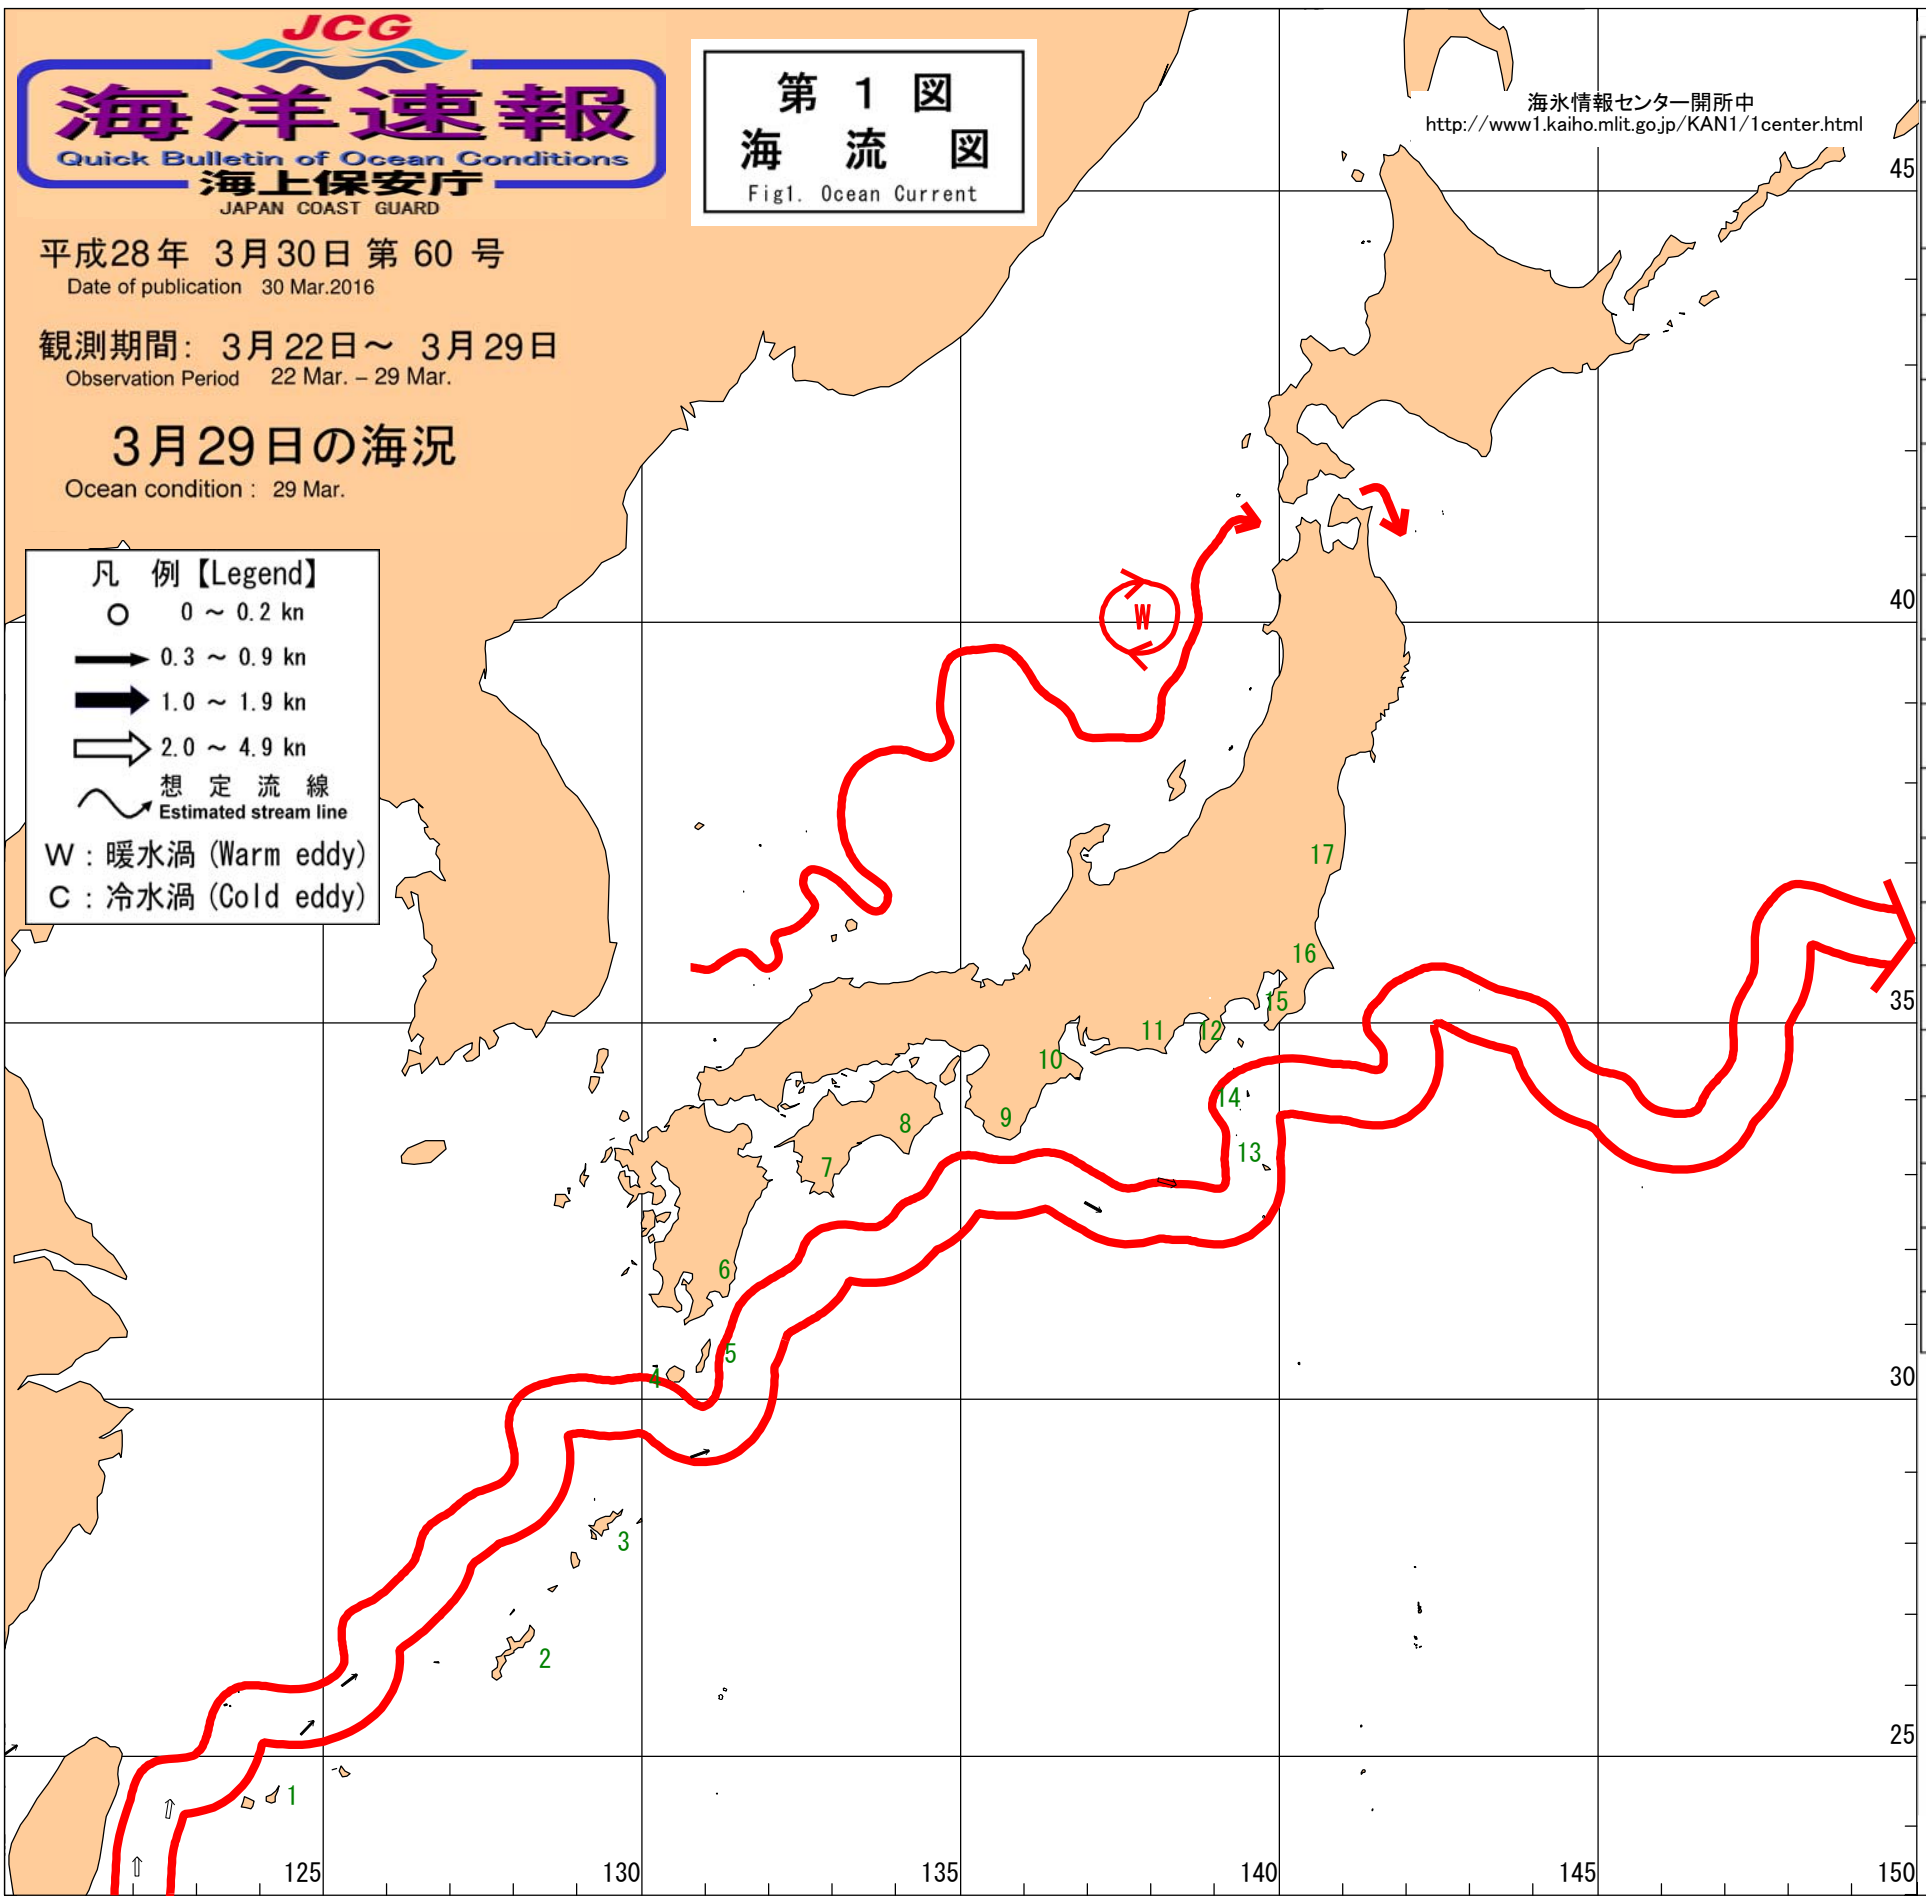 JCG
海洋速報
Quick Bulletin of Ocean Conditions
海上保安庁
JAPAN COAST GUARD
第 1 図
海 流 図
Fig1. Ocean Current
海氷情報センター開所中
http://www1.kaiho.mlit.go.jp/KAN1/1center.html
平成28年 3月30日 第 60 号
Date of publication 30 Mar.2016
観測期間: 3月22日～ 3月29日
Observation Period 22 Mar. – 29 Mar.
3月29日の海況
Ocean condition : 29 Mar.
凡 例【Legend】
0 ～ 0.2 kn
0.3 ～ 0.9 kn
1.0 ～ 1.9 kn
2.0 ～ 4.9 kn
想 定 流 線
Estimated stream line
W : 暖水渦 (Warm eddy)
C : 冷水渦 (Cold eddy)
W
45
40
35
30
25
17
16
15
12
11
10
14
13
9
8
7
6
5
4
3
2
1
125
130
135
140
145
150